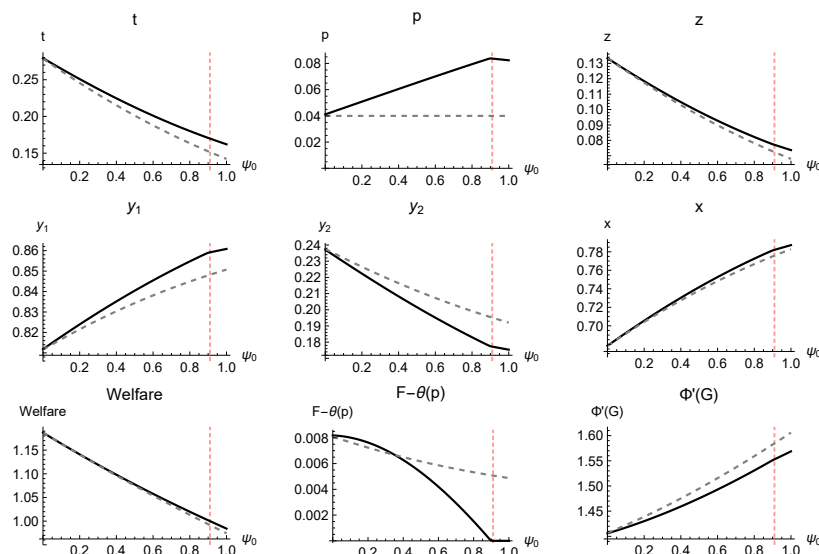 t
p
z
t
0.25
0.20
0.15
0.2 0.4 0.6 0.8 1.0 ψ0
p
0.08
0.06
0.04
0.02
0.2 0.4 0.6 0.8 1.0 ψ0
z
0.13
0.12
0.11
0.10
0.09
0.08
0.2 0.4 0.6 0.8 1.0 ψ0
y1
y2
x
y1
0.86
0.85
0.84
0.83
0.82
0.2 0.4 0.6 0.8 1.0 ψ0
y2
0.24
0.23
0.22
0.21
0.20
0.19
0.18
0.2 0.4 0.6 0.8 1.0 ψ0
x
0.78
0.76
0.74
0.72
0.70
0.2 0.4 0.6 0.8 1.0 ψ0
Welfare
F−θ(p)
Φ'(G)
Welfare
1.15
1.10
1.05
1.00
0.2 0.4 0.6 0.8 1.0 ψ0
F−θ(p)
0.008
0.006
0.004
0.002
0.2 0.4 0.6 0.8 1.0 ψ0
Φ'(G)
1.60
1.55
1.50
1.45
0.2 0.4 0.6 0.8 1.0 ψ0